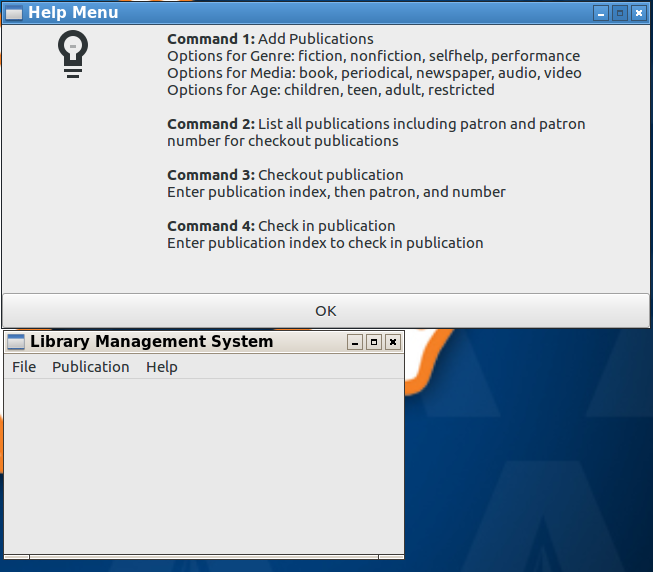 Help Menu
Command 1: Add Publications
Options for Genre: fiction, nonfiction, selfhelp, performance
Options for Media: book, periodical, newspaper, audio, video
Options for Age: children, teen, adult, restricted
Command 2: List all publications including patron and patron
number for checkout publications
Command 3: Checkout publication
Enter publication index, then patron, and number
Command 4: Check in publication
Enter publication index to check in publication
OK
Library Management System
File Publication Help